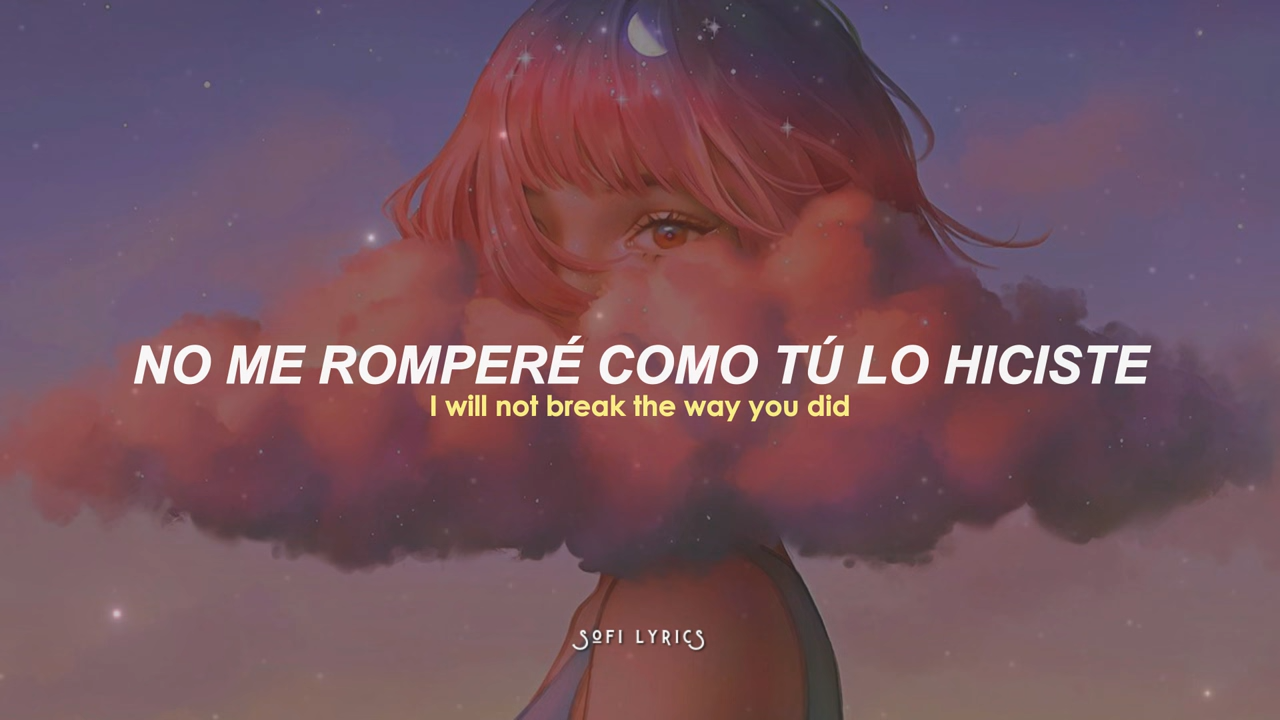 NO ME ROMPERÉ COMO TÚ LO HICISTE
I will not break the way you did
SOFI LYRICS